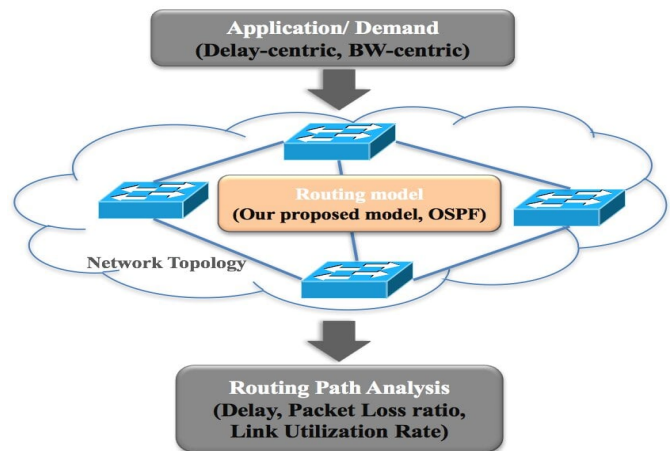 Application/ Demand
(Delay-centric, BW-centric)
Routing model
(Our proposed model, OSPF)
Network Topology
Routing Path Analysis
(Delay, Packet Loss ratio,
Link Utilization Rate)